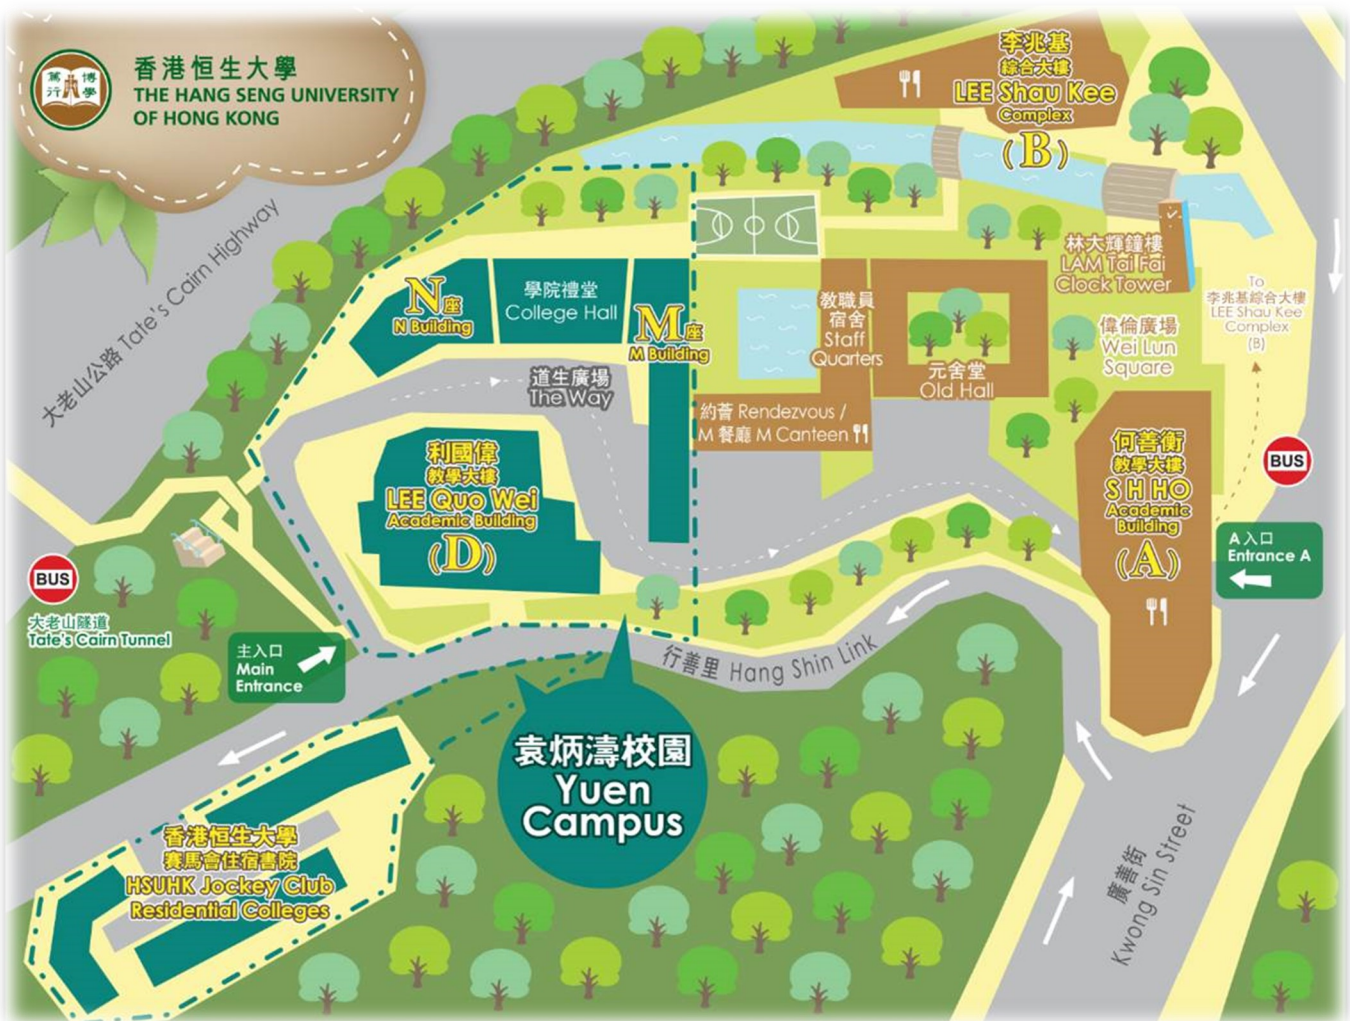 篤行
博學
香港恒生大學
THE HANG SENG UNIVERSITY
OF HONG KONG
李兆基
綜合大樓
LEE Shau Kee
Complex
(B)
大老山公路 Tate's Cairn Highway
N座
N Building
學院禮堂
College Hall
M座
M Building
教職員
宿舍
Staff
Quarters
元舍堂
Old Hall
林大輝鐘樓
LAM Tai Fai
Clock Tower
偉倫廣場
Wei Lun
Square
To
李兆基綜合大樓
LEE Shau Kee
Complex
(B)
道生廣場
The Way
約薈 Rendezvous /
M 餐廳 M Canteen
利國偉
教學大樓
LEE Quo Wei
Academic Building
(D)
何善衡
教學大樓
S H HO
Academic
Building
(A)
BUS
A 入口
Entrance A
BUS
大老山隧道
Tate's Cairn Tunnel
主入口
Main
Entrance
行善里 Hang Shin Link
袁炳濤校園
Yuen
Campus
香港恒生大學
賽馬會住宿書院
HSUHK Jockey Club
Residential Colleges
廣善街
Kwong Sin Street